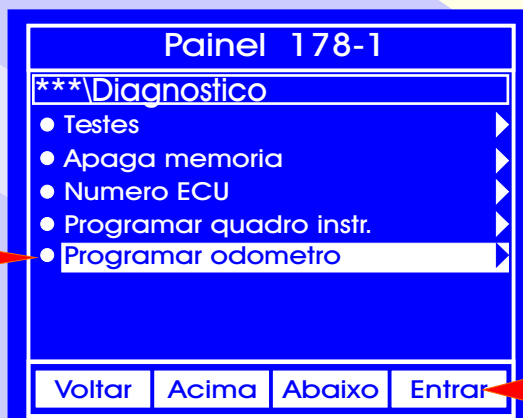 Painel 178-1
***\Diagnostico
Testes
Apaga memoria
Numero ECU
Programar quadro instr.
Programar odometro
Voltar Acima Abaixo Entrar